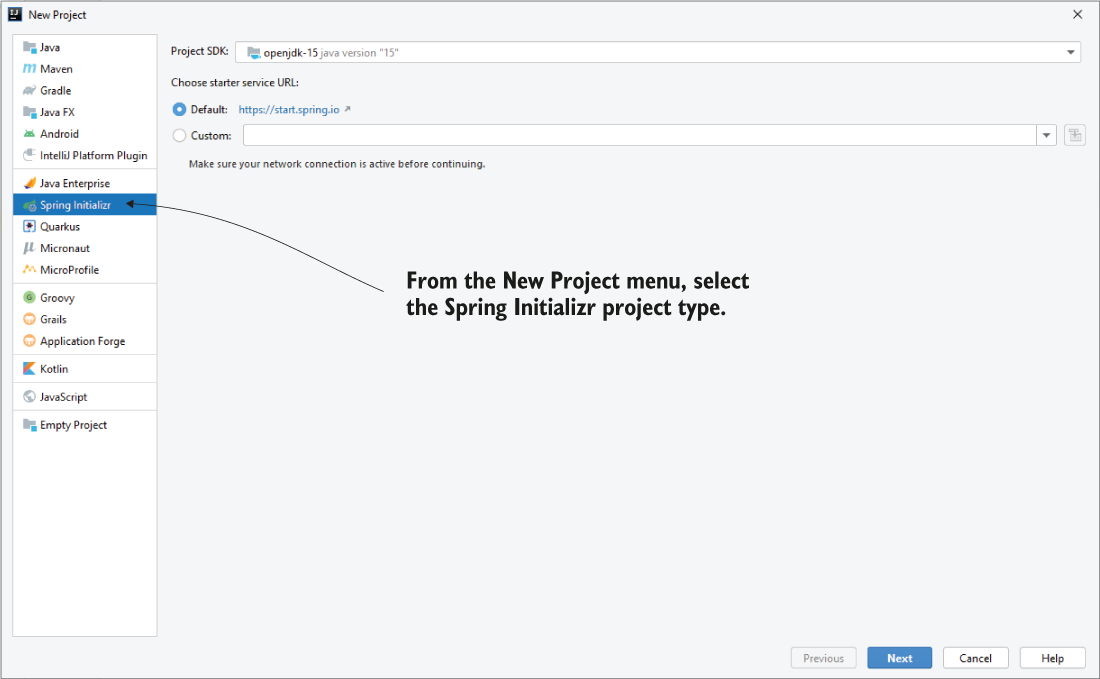 New Project
Java
Maven
Gradle
Java FX
Android
IntelliJ Platform Plugin
Java Enterprise
Spring Initializr
Quarkus
Micronaut
MicroProfile
Groovy
Grails
Application Forge
Kotlin
JavaScript
Empty Project
Project SDK: openjdk-15 java version "15"
Choose starter service URL:
Default: https://start.spring.io
Custom:
Make sure your network connection is active before continuing.
From the New Project menu, select
the Spring Initializr project type.
Previous Next Cancel Help